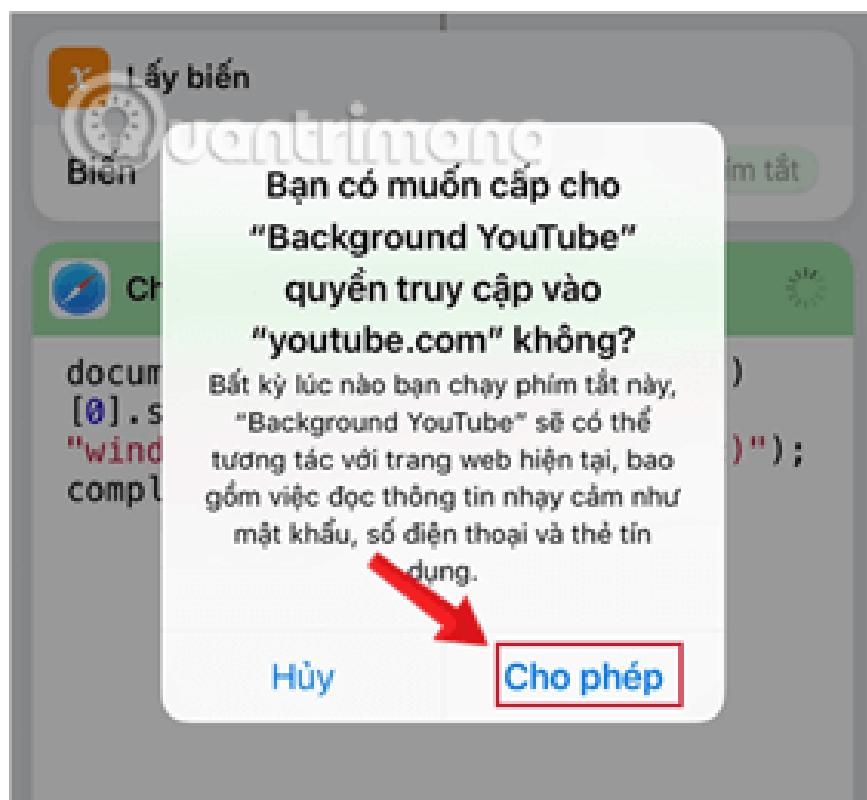 Lấy biến
Quantrimang
Biến
ím tắt
Bạn có muốn cấp cho
“Background YouTube”
quyền truy cập vào
“youtube.com” không?
Ch
Bất kỳ lúc nào bạn chạy phím tắt này,
“Background YouTube” sẽ có thể
tương tác với trang web hiện tại, bao
gồm việc đọc thông tin nhạy cảm như
mật khẩu, số điện thoại và thẻ tín
dụng.
docum )
[0].s
"wind )");
compl
Hủy
Cho phép